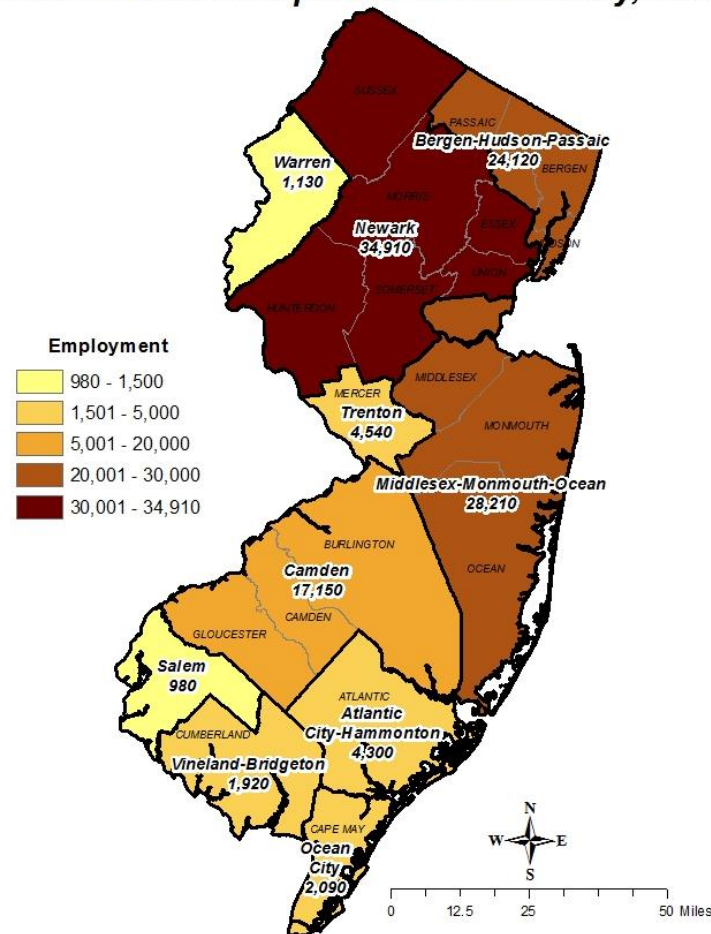 SUSSEX
PASSAIC
Bergen-Hudson-Passaic
24,120
BERGEN
Warren
1,130
MORRIS
ESSEX
Newark
34,910
UNION
SOMERSET
HUNTERDON
Employment
980 - 1,500
1,501 - 5,000
5,001 - 20,000
20,001 - 30,000
30,001 - 34,910
MIDDLESEX
MERCER
Trenton
4,540
MONMOUTH
Middlesex-Monmouth-Ocean
28,210
BURLINGTON
OCEAN
Camden
17,150
CAMDEN
GLOUCESTER
Salem
980
ATLANTIC
Atlantic
City-Hammonton
4,300
CUMBERLAND
Vineland-Bridgeton
1,920
CAPE MAY
Ocean
City
2,090
N
W E
S
0 12.5 25 50 Miles